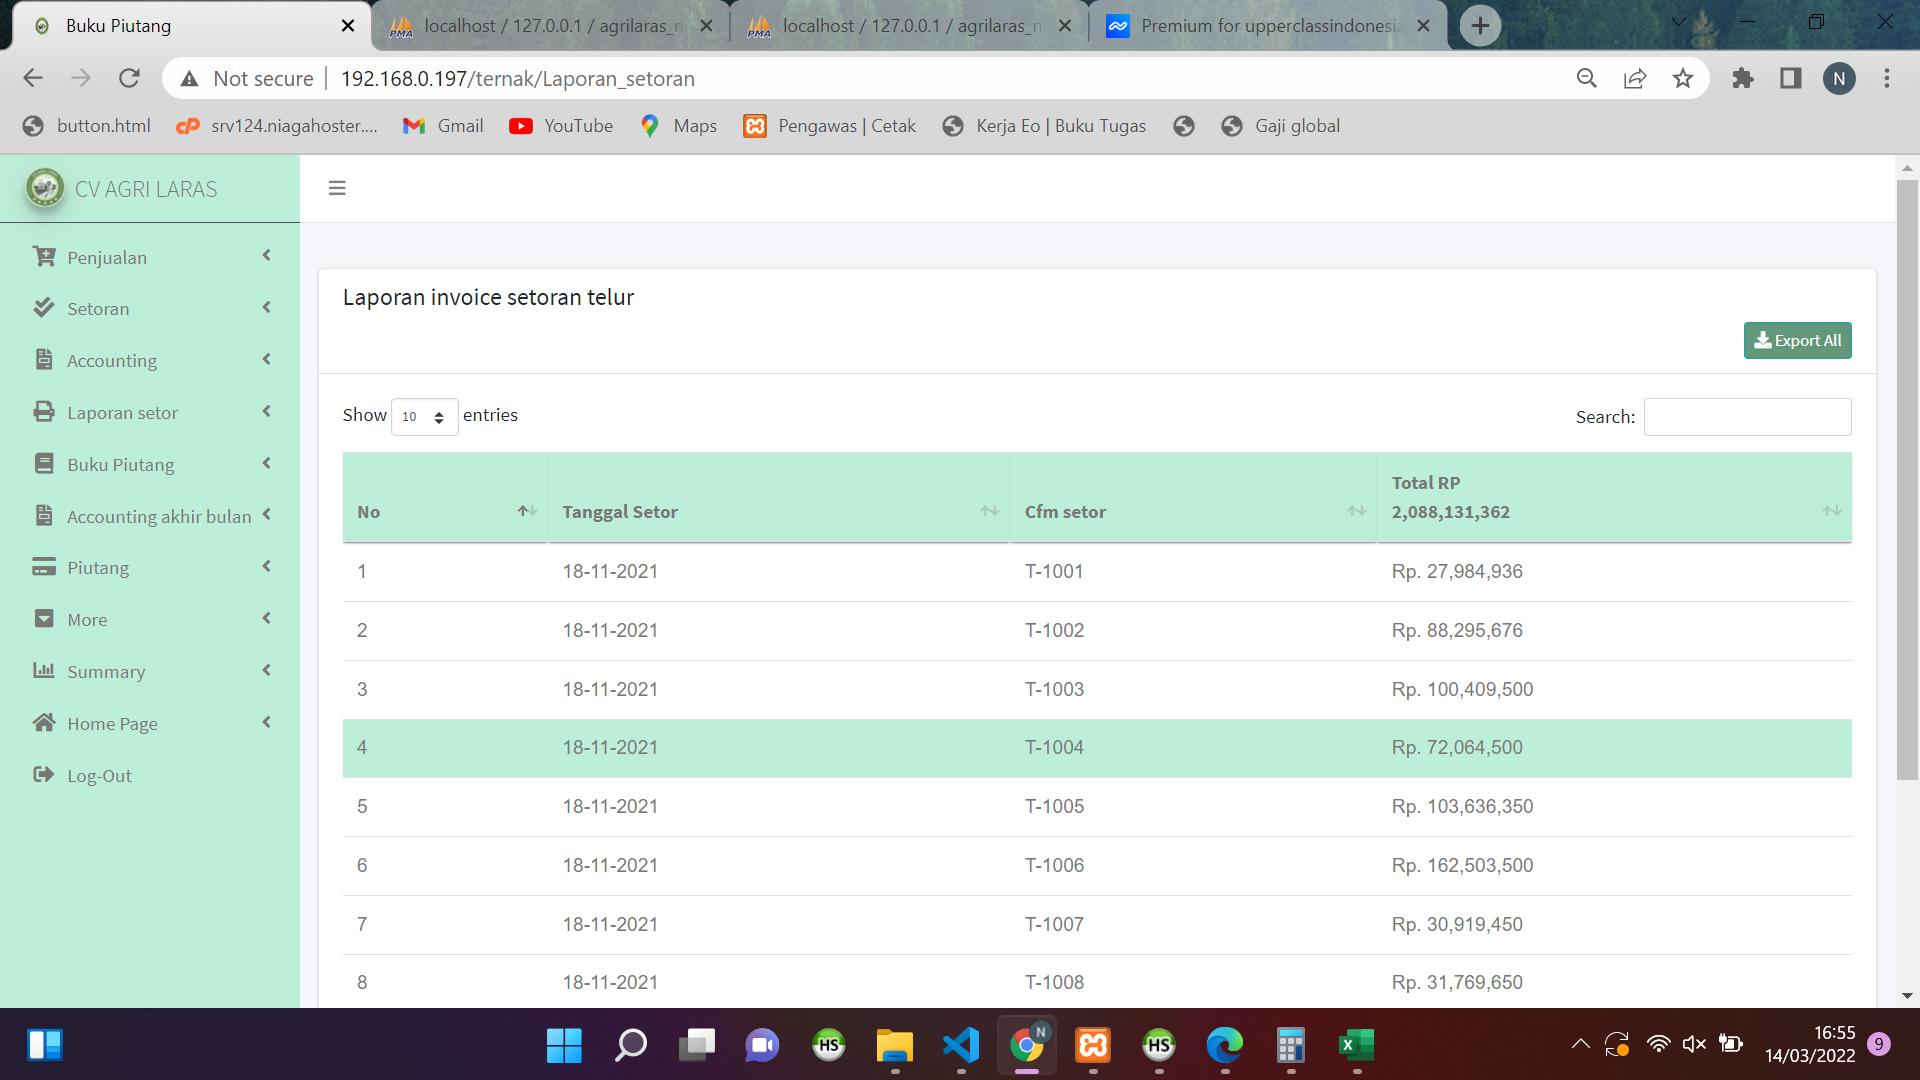 Buku Piutang
localhost / 127.0.0.1 / agrilaras_n
localhost / 127.0.0.1 / agrilaras_n
Premium for upperclassindonesia
Not secure
192.168.0.197/ternak/Laporan_setoran
N
button.html
srv124.niagahoster....
Gmail
YouTube
Maps
Pengawas | Cetak
Kerja Eo | Buku Tugas
Gaji global
CV AGRI LARAS
Penjualan
Setoran
Accounting
Laporan setor
Buku Piutang
Accounting akhir bulan
Piutang
More
Summary
Home Page
Log-Out
Laporan invoice setoran telur
Export All
Show 10 entries
Search:
No Tanggal Setor Cfm setor Total RP
2,088,131,362
1 18-11-2021 T-1001 Rp. 27,984,936
2 18-11-2021 T-1002 Rp. 88,295,676
3 18-11-2021 T-1003 Rp. 100,409,500
4 18-11-2021 T-1004 Rp. 72,064,500
5 18-11-2021 T-1005 Rp. 103,636,350
6 18-11-2021 T-1006 Rp. 162,503,500
7 18-11-2021 T-1007 Rp. 30,919,450
8 18-11-2021 T-1008 Rp. 31,769,650
HS
N
HS
16:55
14/03/2022
9